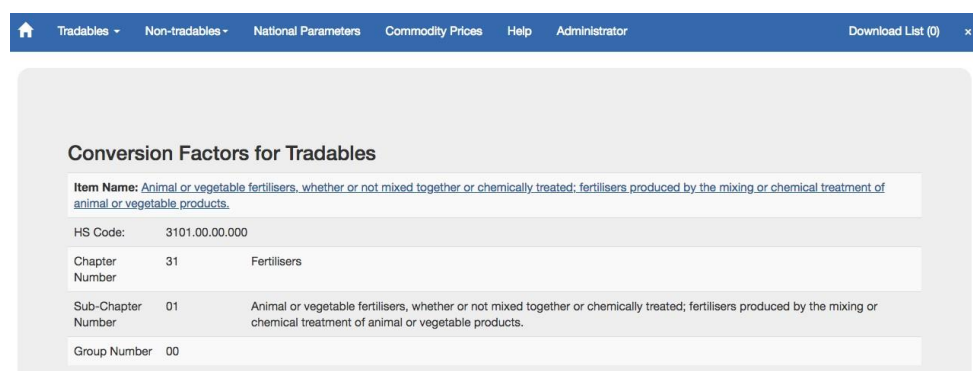 Tradables Non-tradables National Parameters Commodity Prices Help Administrator Download List (0) ×
Conversion Factors for Tradables
Item Name: Animal or vegetable fertilisers, whether or not mixed together or chemically treated; fertilisers produced by the mixing or chemical treatment of
animal or vegetable products.
HS Code: 3101.00.00.000
Chapter 31 Fertilisers
Number
Sub-Chapter 01 Animal or vegetable fertilisers, whether or not mixed together or chemically treated; fertilisers produced by the mixing or
Number chemical treatment of animal or vegetable products.
Group Number 00